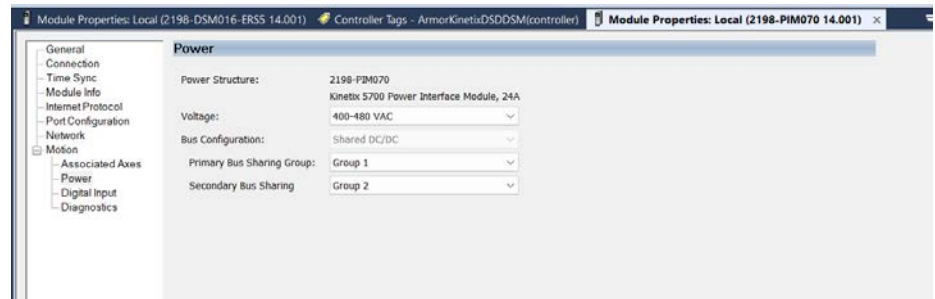 Module Properties: Local (2198-DSM016-ERS5 14.001) Controller Tags - ArmorKinetixDSDDSM(controller) Module Properties: Local (2198-PIM070 14.001) ×
General
Connection
Time Sync
Module Info
Internet Protocol
Port Configuration
Network
Motion
Associated Axes
Power
Digital Input
Diagnostics
Power
Power Structure: 2198-PIM070
Kinetix 5700 Power Interface Module, 24A
Voltage: 400-480 VAC
Bus Configuration: Shared DC/DC
Primary Bus Sharing Group: Group 1
Secondary Bus Sharing Group 2